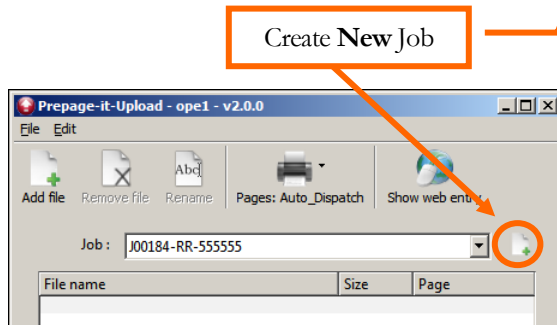 Create New Job
Prepage-it-Upload - ope1 - v2.0.0
File Edit
Abc
Add file Remove file Rename Pages: Auto_Dispatch Show web entry
Job : J00184-RR-555555
File name Size Page